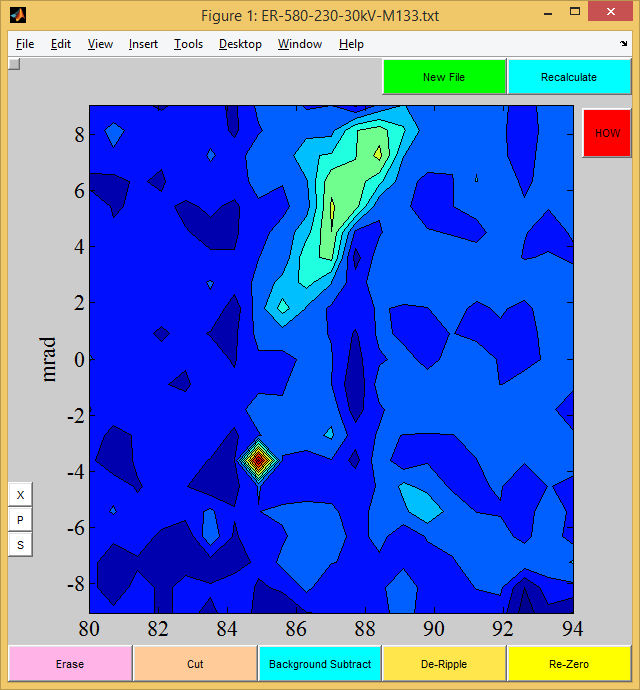 Figure 1: ER-580-230-30kV-M133.txt
File Edit View Insert Tools Desktop Window Help
New File Recalculate
HOW
8
6
4
2
0
-2
-4
-6
-8
mrad
X
P
S
80 82 84 86 88 90 92 94
Erase Cut Background Subtract De-Ripple Re-Zero